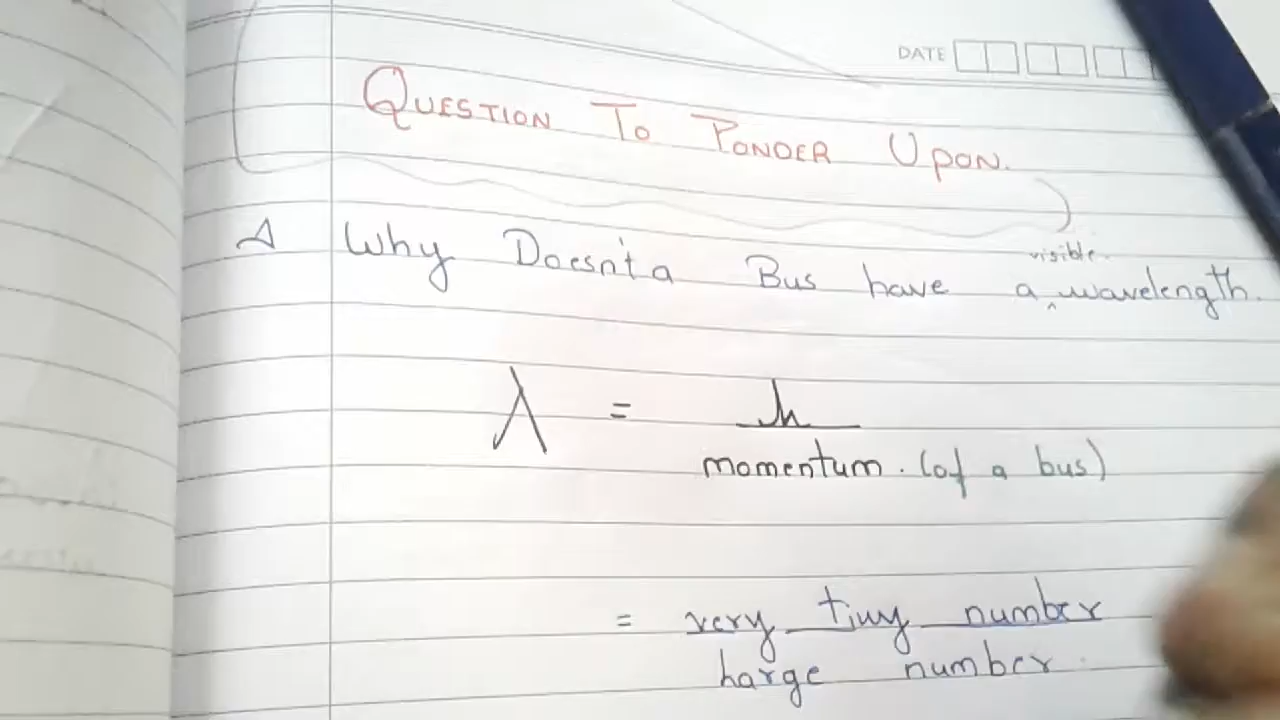 DATE
QUESTION TO PONDER UPON.
Why Doesn't a Bus have a visible wavelength.
λ = h
momentum. (of a bus)
= very tiny number
large number.